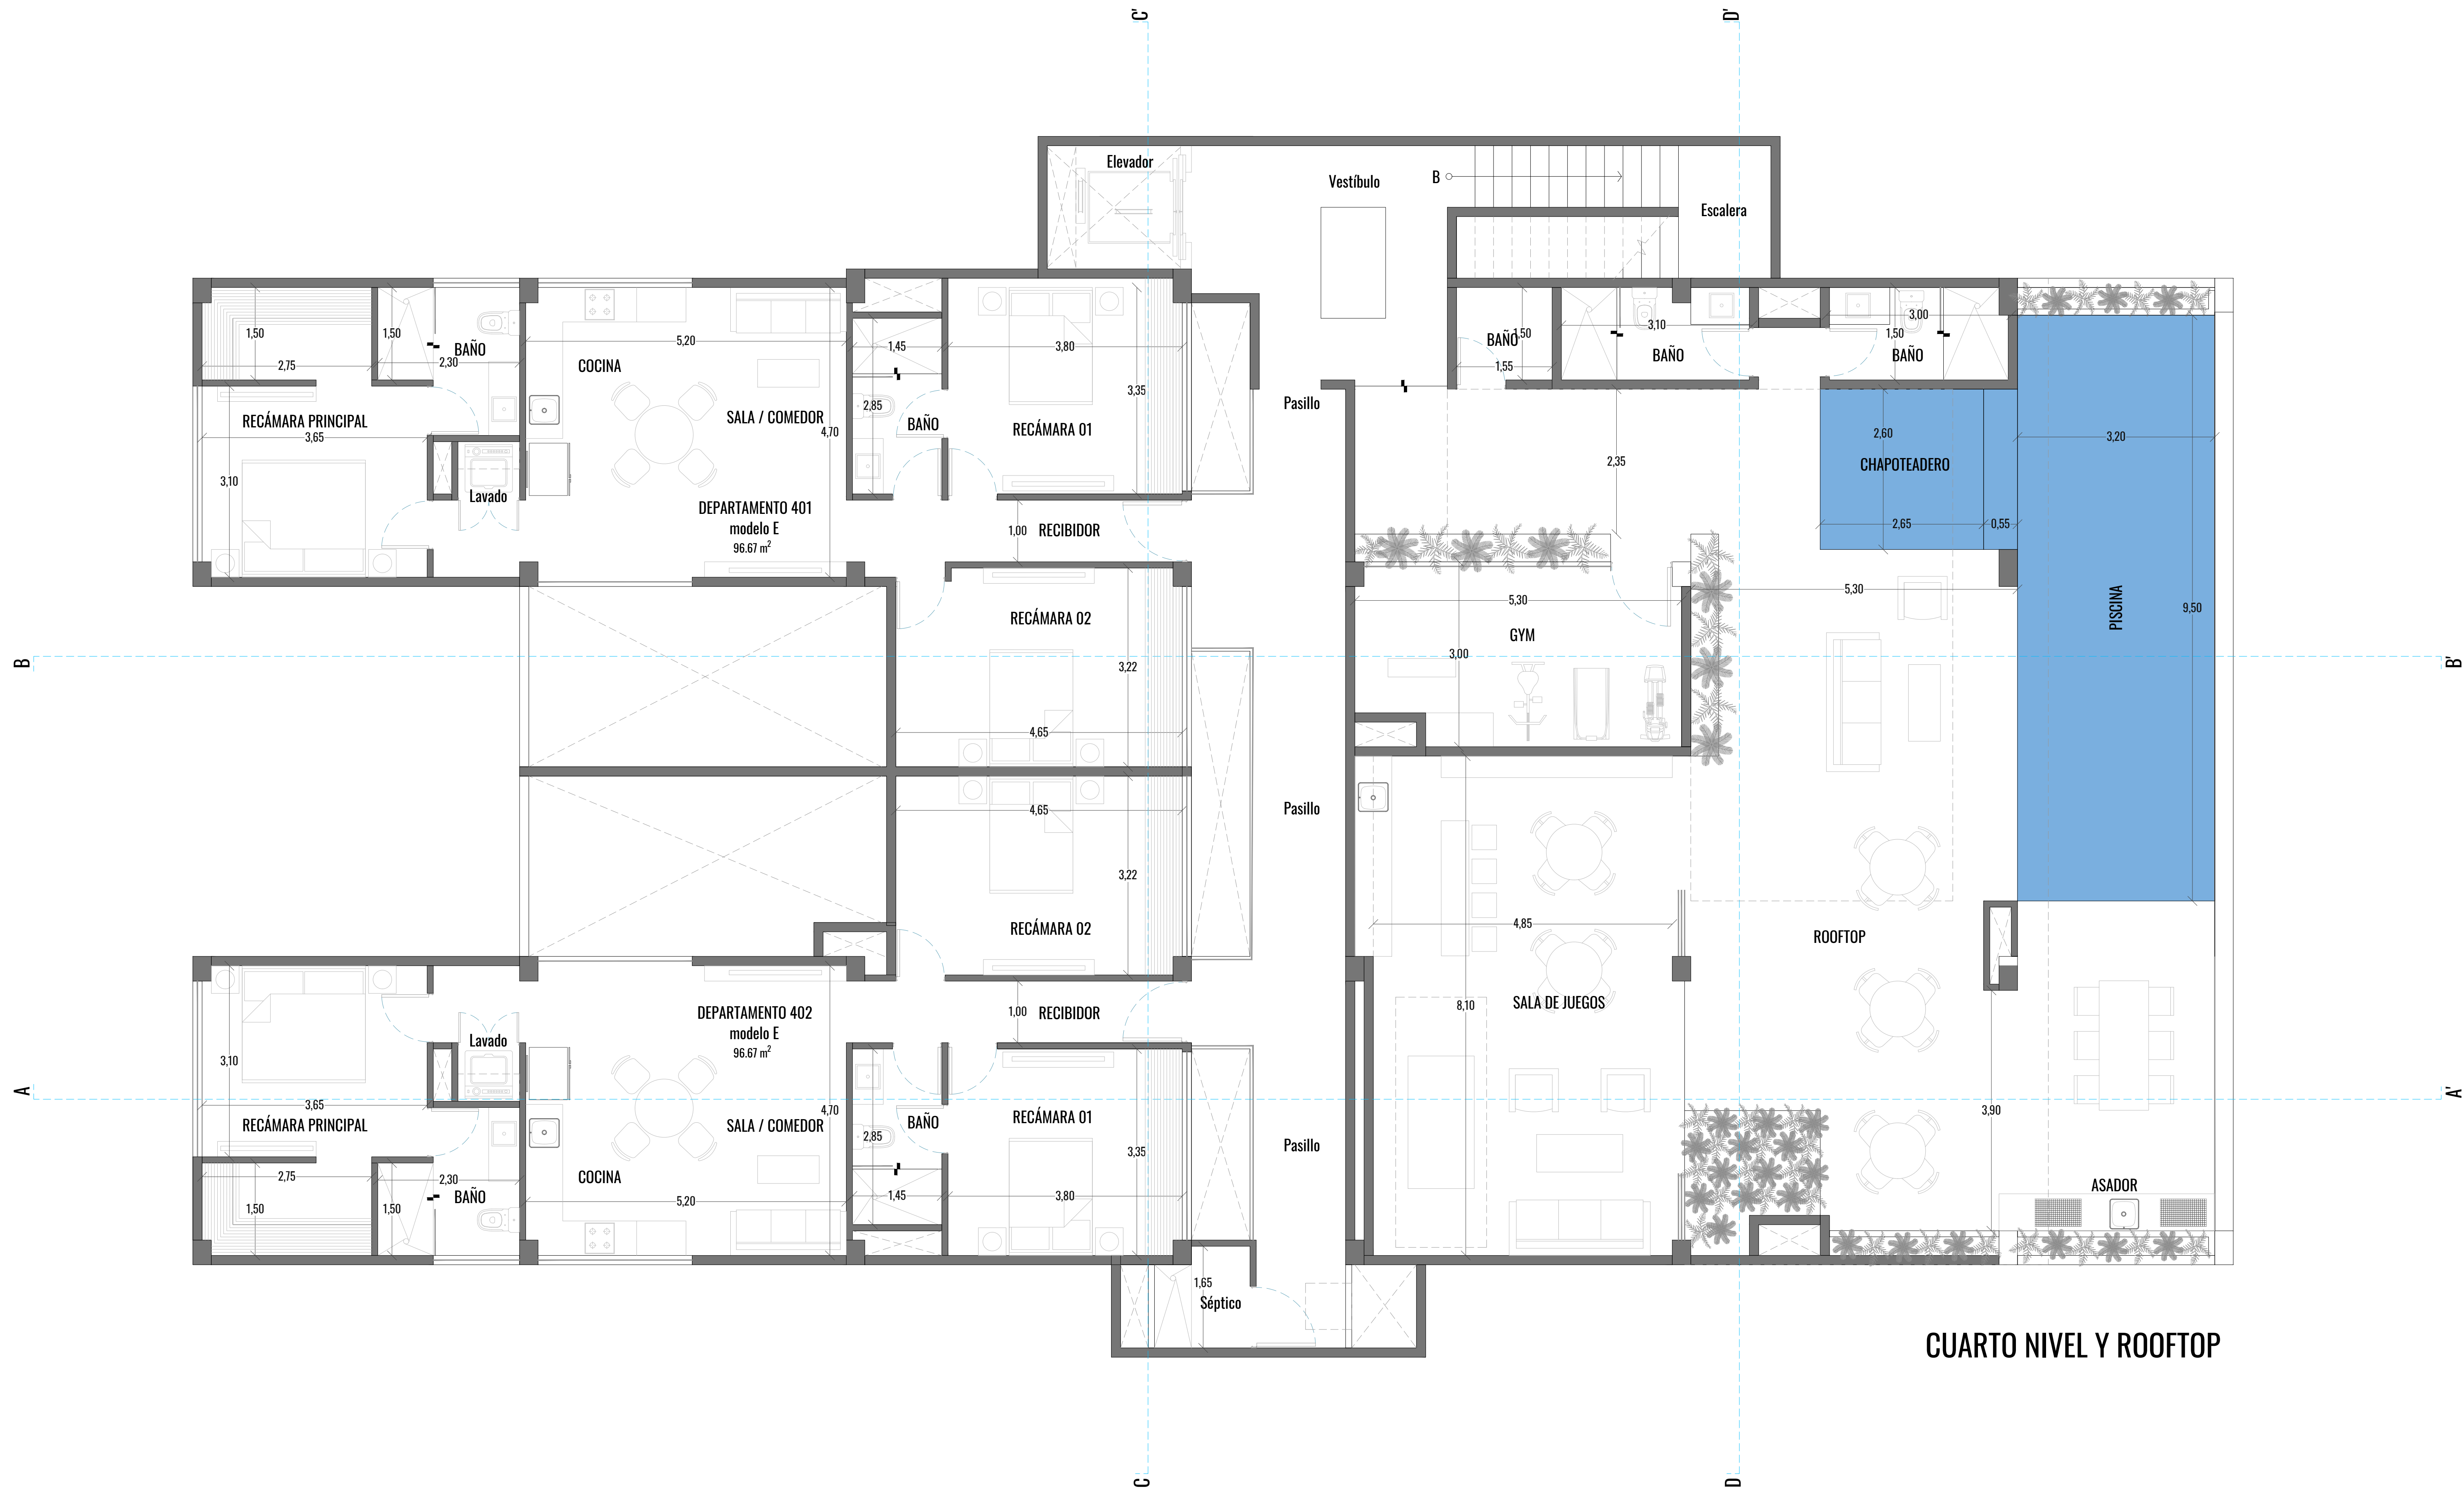 C'
D'
Elevador
Vestíbulo
B
Escalera
1,50
2,75
1,50
BAÑO
2,30
COCINA
5,20
SALA / COMEDOR
4,70
RECÁMARA PRINCIPAL
3,65
3,10
Lavado
DEPARTAMENTO 401
modelo E
96.67 m²
1,45
2,85
BAÑO
3,80
3,35
RECÁMARA 01
1,00
RECIBIDOR
Pasillo
BAÑO
1,50
1,55
3,10
BAÑO
3,00
1,50
BAÑO
2,35
2,60
CHAPOTEADERO
2,65
0,55
3,20
PISCINA
9,50
RECÁMARA 02
3,22
4,65
5,30
GYM
3,00
5,30
B
B'
4,65
3,22
RECÁMARA 02
Pasillo
4,85
8,10
SALA DE JUEGOS
ROOFTOP
3,90
ASADOR
DEPARTAMENTO 402
modelo E
96.67 m²
1,00
RECIBIDOR
Lavado
3,10
3,65
RECÁMARA PRINCIPAL
2,75
1,50
1,50
2,30
BAÑO
COCINA
5,20
SALA / COMEDOR
4,70
2,85
BAÑO
1,45
RECÁMARA 01
3,35
3,80
Pasillo
A
A'
1,65
Séptico
CUARTO NIVEL Y ROOFTOP
C
D